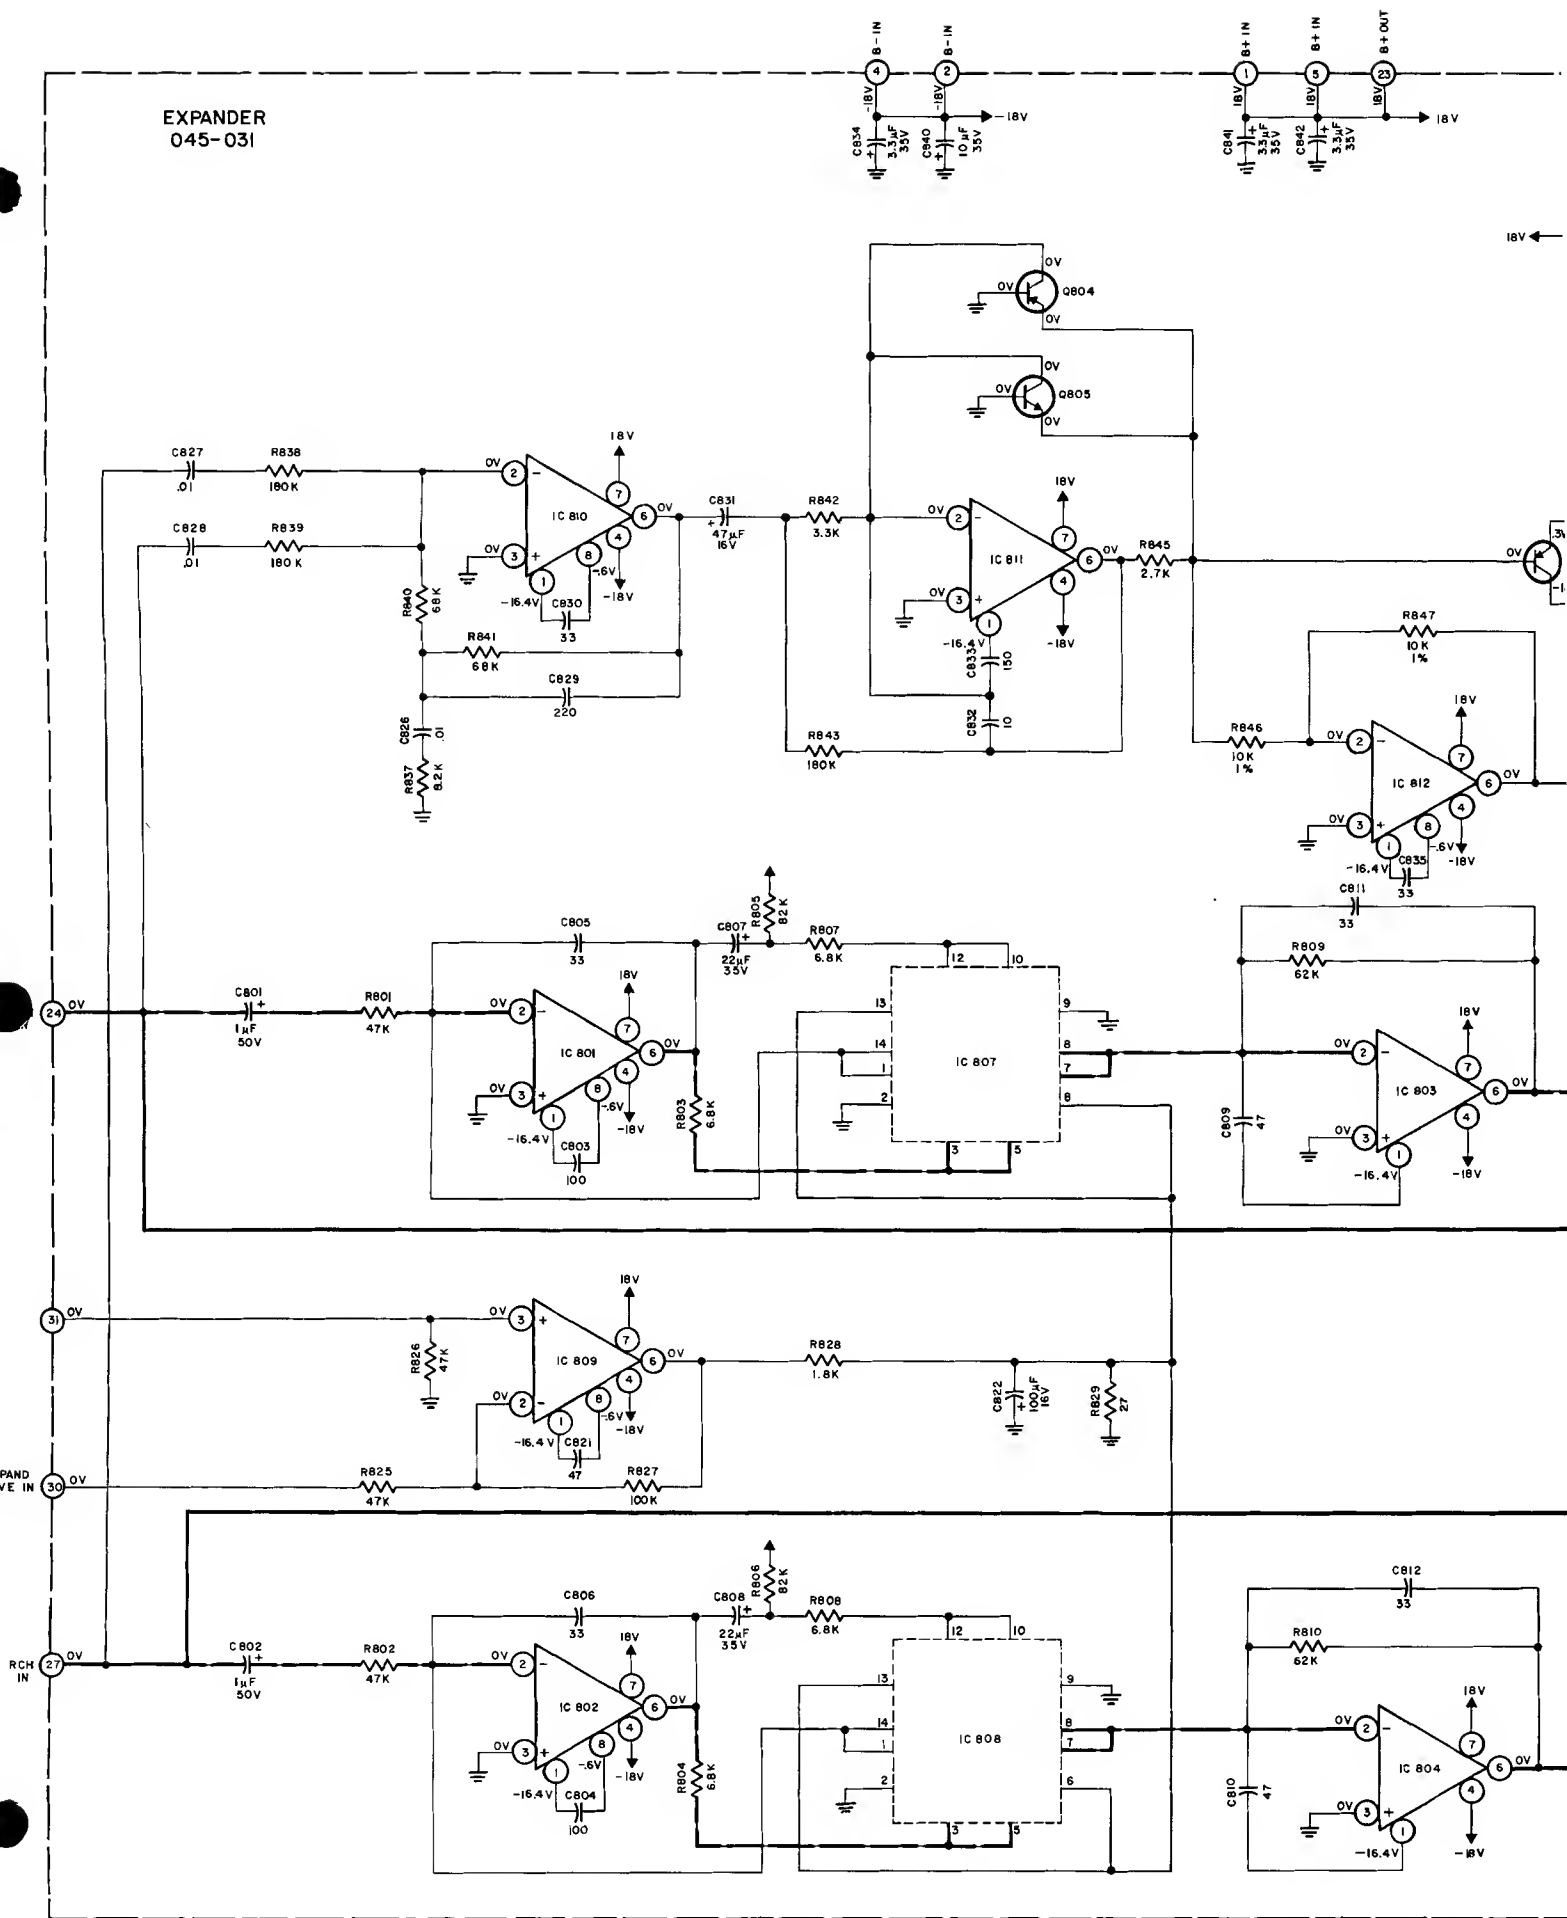 B- IN
B- IN
B+ IN
B+ IN
B+ OUT
4
2
1
5
23
-18V
-18V
18V
18V
18V
EXPANDER
045-031
-18V
18V
C834
3.3µF
35V
C840
10 µF
35V
C841
3.3µF
35V
C842
3.3µF
35V
18V
0V
0V
Q804
0V
0V
0V
Q805
0V
C827
.01
R838
180K
0V
2
-
18V
7
IC 810
6
0V
C828
.01
R839
180K
0V
3
+
4
8
1
-.6V
-18V
-16.4V
C830
33
R840
68K
R841
68K
C829
220
C826
.01
R837
8.2K
C831
+
47µF
16V
R842
3.3K
0V
2
-
18V
7
IC 811
6
0V
R845
2.7K
0V
3
+
4
1
-18V
-16.4V
C833
150
C832
10
R843
180K
0V
R847
10K
1%
R846
10K
1%
0V
2
-
18V
7
IC 812
6
0V
0V
3
+
4
8
1
-.6V
-18V
-16.4V
C835
33
C811
33
R809
62K
C805
33
C807
+
22µF
35V
R805
82K
R807
6.8K
12
10
24
0V
C801
+
1µF
50V
R801
47K
0V
2
-
18V
7
IC 801
6
0V
0V
3
+
4
8
1
-.6V
-18V
-16.4V
C803
100
R803
6.8K
13
9
14
1
2
IC 807
8
7
8
3
5
0V
2
-
18V
7
IC 803
6
0V
C809
47
0V
3
+
4
1
-16.4V
-18V
31
0V
R826
47K
0V
3
+
18V
7
IC 809
6
0V
0V
2
-
4
8
1
-.6V
-18V
-16.4V
C821
47
R828
1.8K
C822
+
100µF
16V
R829
27
PAND
VE IN
30
0V
R825
47K
R827
100K
C806
33
C808
+
22µF
35V
R806
82K
R808
6.8K
12
10
RCH
IN
27
0V
C802
+
1µF
50V
R802
47K
0V
2
-
18V
7
IC 802
6
0V
0V
3
+
4
8
1
-.6V
-18V
-16.4V
C804
100
R804
6.8K
13
9
14
1
2
IC 808
8
7
6
3
5
C812
33
R810
62K
0V
2
-
18V
7
IC 804
6
0V
C810
47
0V
3
+
4
1
-16.4V
-18V